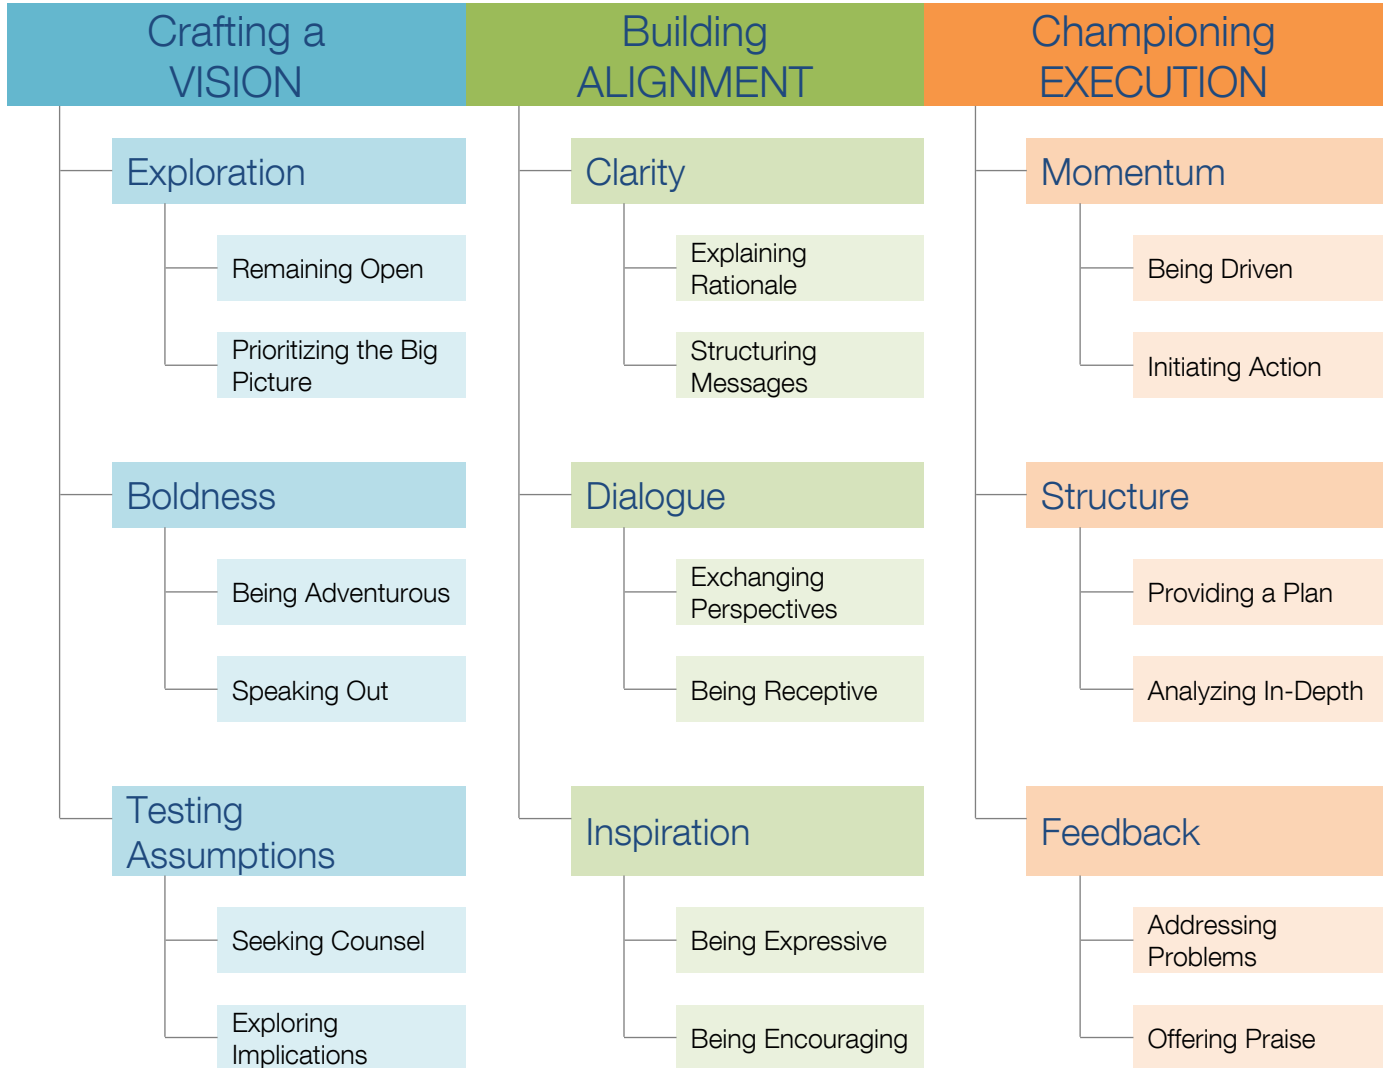 Crafting a
VISION
Exploration
Remaining Open
Prioritizing the Big
Picture
Boldness
Being Adventurous
Speaking Out
Testing
Assumptions
Seeking Counsel
Exploring
Implications
Building
ALIGNMENT
Clarity
Explaining
Rationale
Structuring
Messages
Dialogue
Exchanging
Perspectives
Being Receptive
Inspiration
Being Expressive
Being Encouraging
Championing
EXECUTION
Momentum
Being Driven
Initiating Action
Structure
Providing a Plan
Analyzing In-Depth
Feedback
Addressing
Problems
Offering Praise